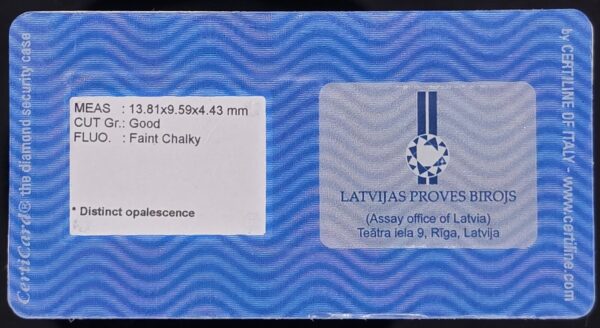 CertiCard® the diamond security case
MEAS : 13.81x9.59x4.43 mm
CUT Gr.: Good
FLUO. : Faint Chalky
* Distinct opalescence
LATVIJAS PROVES BIROJS
(Assay office of Latvia)
Teātra iela 9, Rīga, Latvija
by CERTILINE OF ITALY - www.certiline.com